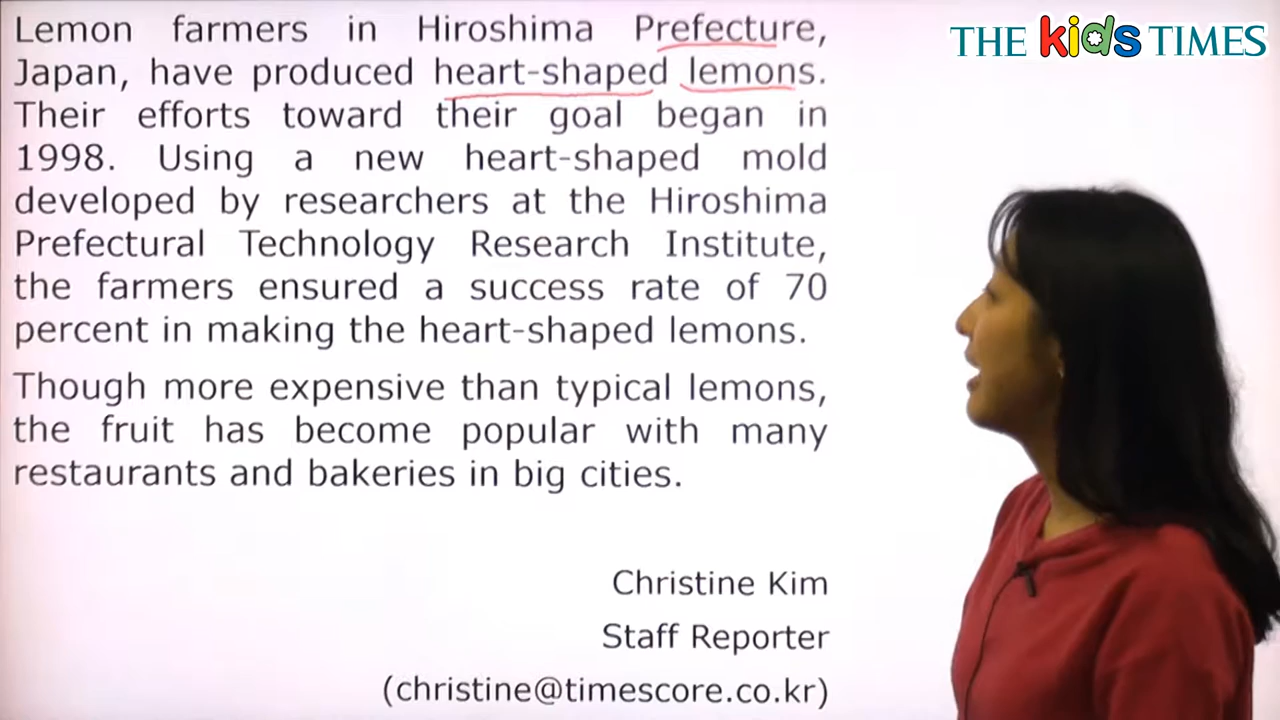 Lemon farmers in Hiroshima Prefecture,
Japan, have produced heart-shaped lemons.
Their efforts toward their goal began in
1998. Using a new heart-shaped mold
developed by researchers at the Hiroshima
Prefectural Technology Research Institute,
the farmers ensured a success rate of 70
percent in making the heart-shaped lemons.
Though more expensive than typical lemons,
the fruit has become popular with many
restaurants and bakeries in big cities.
Christine Kim
Staff Reporter
(christine@timescore.co.kr)
THE kids TIMES